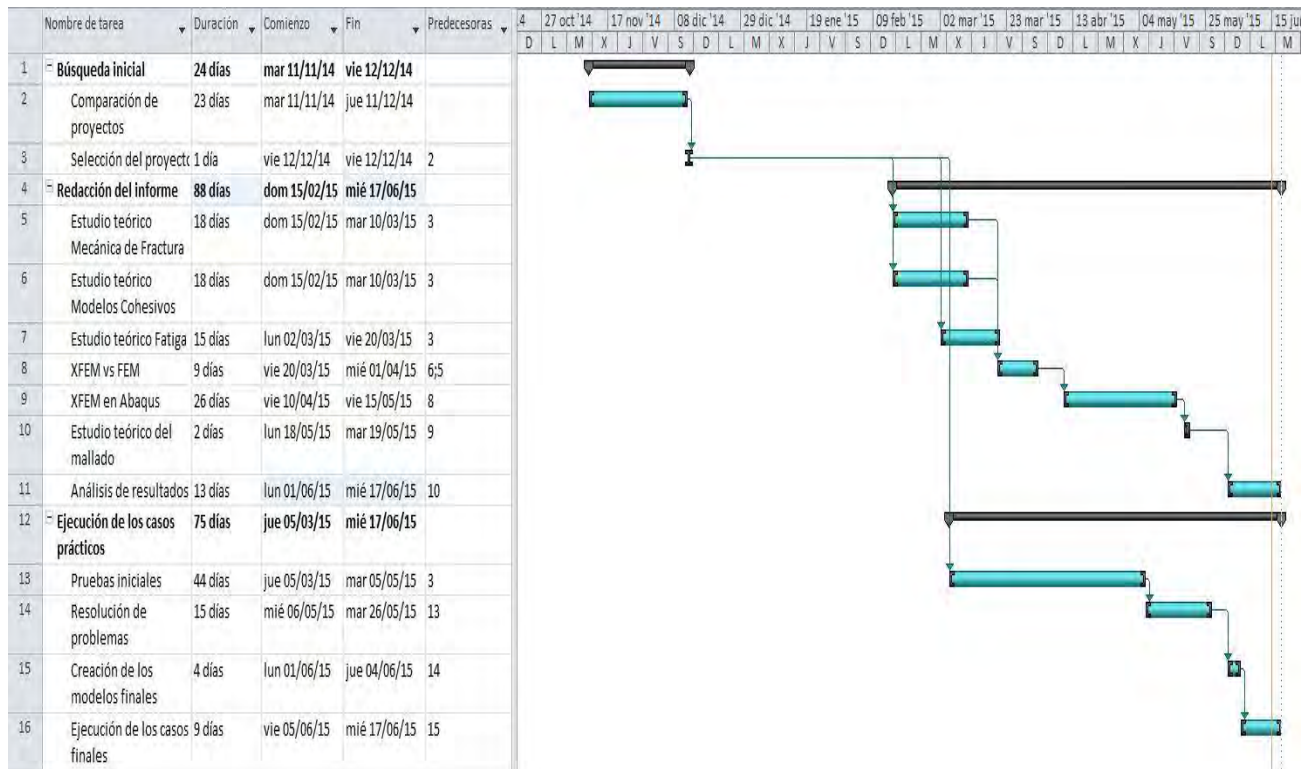 Nombre de tarea Duración Comienzo Fin Predecesoras
4 27 oct '14 17 nov '14 08 dic '14 29 dic '14 19 ene '15 09 feb '15 02 mar '15 23 mar '15 13 abr '15 04 may '15 25 may '15 15 ju
D L M X J V S D L M X J V S D L M X J V S D L M X J V S D L M
1 Búsqueda inicial 24 días mar 11/11/14 vie 12/12/14
2 Comparación de 23 días mar 11/11/14 jue 11/12/14
proyectos
3 Selección del proyecto 1 día vie 12/12/14 vie 12/12/14 2
4 Redacción del informe 88 días dom 15/02/15 mié 17/06/15
5 Estudio teórico 18 días dom 15/02/15 mar 10/03/15 3
Mecánica de Fractura
6 Estudio teórico 18 días dom 15/02/15 mar 10/03/15 3
Modelos Cohesivos
7 Estudio teórico Fatiga 15 días lun 02/03/15 vie 20/03/15 3
8 XFEM vs FEM 9 días vie 20/03/15 mié 01/04/15 6;5
9 XFEM en Abaqus 26 días vie 10/04/15 vie 15/05/15 8
10 Estudio teórico del 2 días lun 18/05/15 mar 19/05/15 9
mallado
11 Análisis de resultados 13 días lun 01/06/15 mié 17/06/15 10
12 Ejecución de los casos 75 días jue 05/03/15 mié 17/06/15
prácticos
13 Pruebas iniciales 44 días jue 05/03/15 mar 05/05/15 3
14 Resolución de 15 días mié 06/05/15 mar 26/05/15 13
problemas
15 Creación de los 4 días lun 01/06/15 jue 04/06/15 14
modelos finales
16 Ejecución de los casos 9 días vie 05/06/15 mié 17/06/15 15
finales